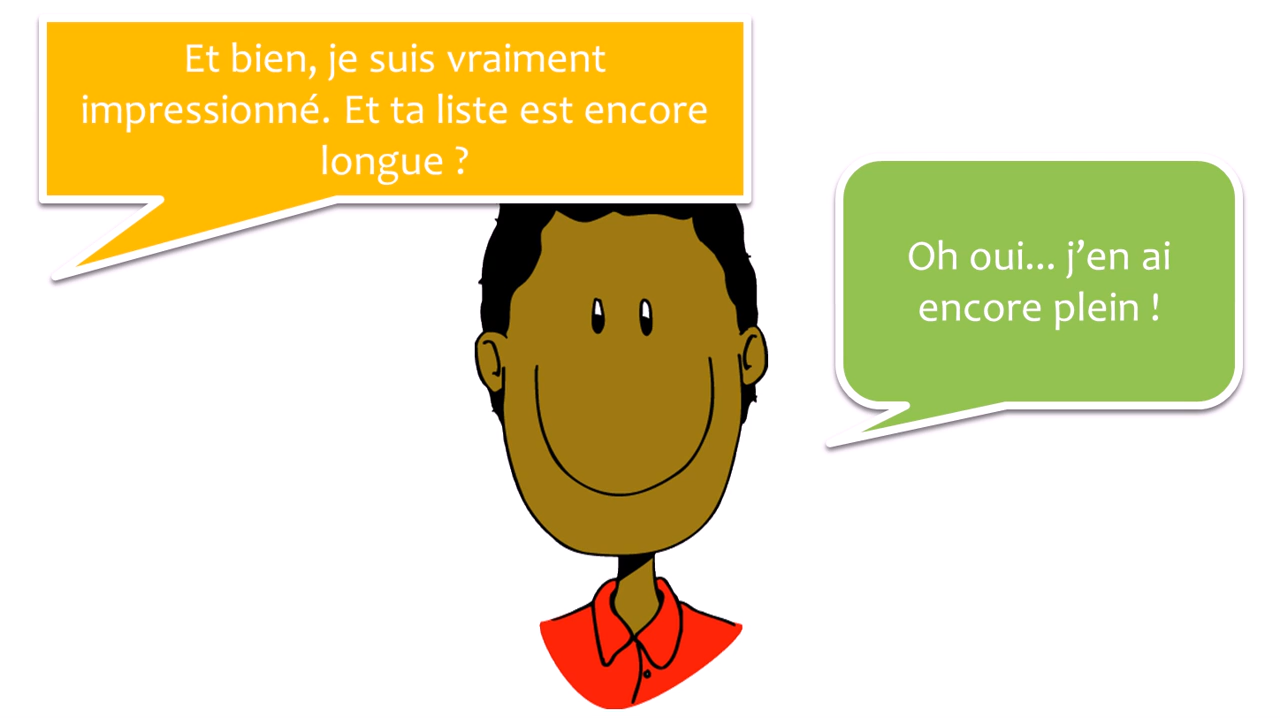 Et bien, je suis vraiment
impressionné. Et ta liste est encore
longue ?
Oh oui... j’en ai
encore plein !